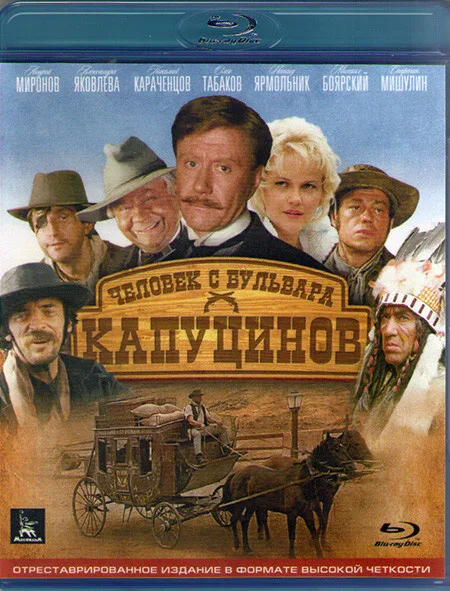 Blu-ray Disc
Андрей МИРОНОВ Александра ЯКОВЛЕВА Николай КАРАЧЕНЦОВ Олег ТАБАКОВ Леонид ЯРМОЛЬНИК Михаил БОЯРСКИЙ Спартак МИШУЛИН
ЧЕЛОВЕК С БУЛЬВАРА
КАПУЦИНОВ
Blu-ray Disc
ОТРЕСТАВРИРОВАННОЕ ИЗДАНИЕ В ФОРМАТЕ ВЫСОКОЙ ЧЕТКОСТИ